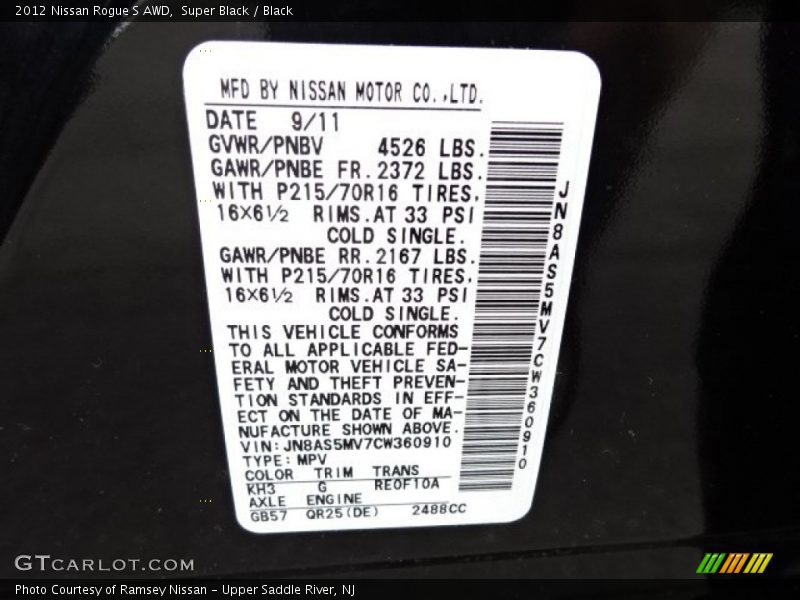 2012 Nissan Rogue S AWD,  Super Black / Black
MFD BY NISSAN MOTOR CO.,LTD.
DATE 9/11
GVWR/PNBV 4526 LBS.
GAWR/PNBE FR. 2372 LBS.
WITH P215/70R16 TIRES,
16X6½ RIMS. AT 33 PSI
COLD SINGLE.
GAWR/PNBE RR. 2167 LBS.
WITH P215/70R16 TIRES,
16X6½ RIMS. AT 33 PSI
COLD SINGLE.
THIS VEHICLE CONFORMS
TO ALL APPLICABLE FED-
ERAL MOTOR VEHICLE SA-
FETY AND THEFT PREVEN-
TION STANDARDS IN EFF-
ECT ON THE DATE OF MA-
NUFACTURE SHOWN ABOVE.
VIN: JN8AS5MV7CW360910
TYPE: MPV
COLOR TRIM TRANS
KH3 G RE0F10A
AXLE ENGINE
GB57 QR25(DE) 2488CC
JN8AS5MV7CW360910
GTCARLOT.COM
Photo Courtesy of Ramsey Nissan - Upper Saddle River, NJ